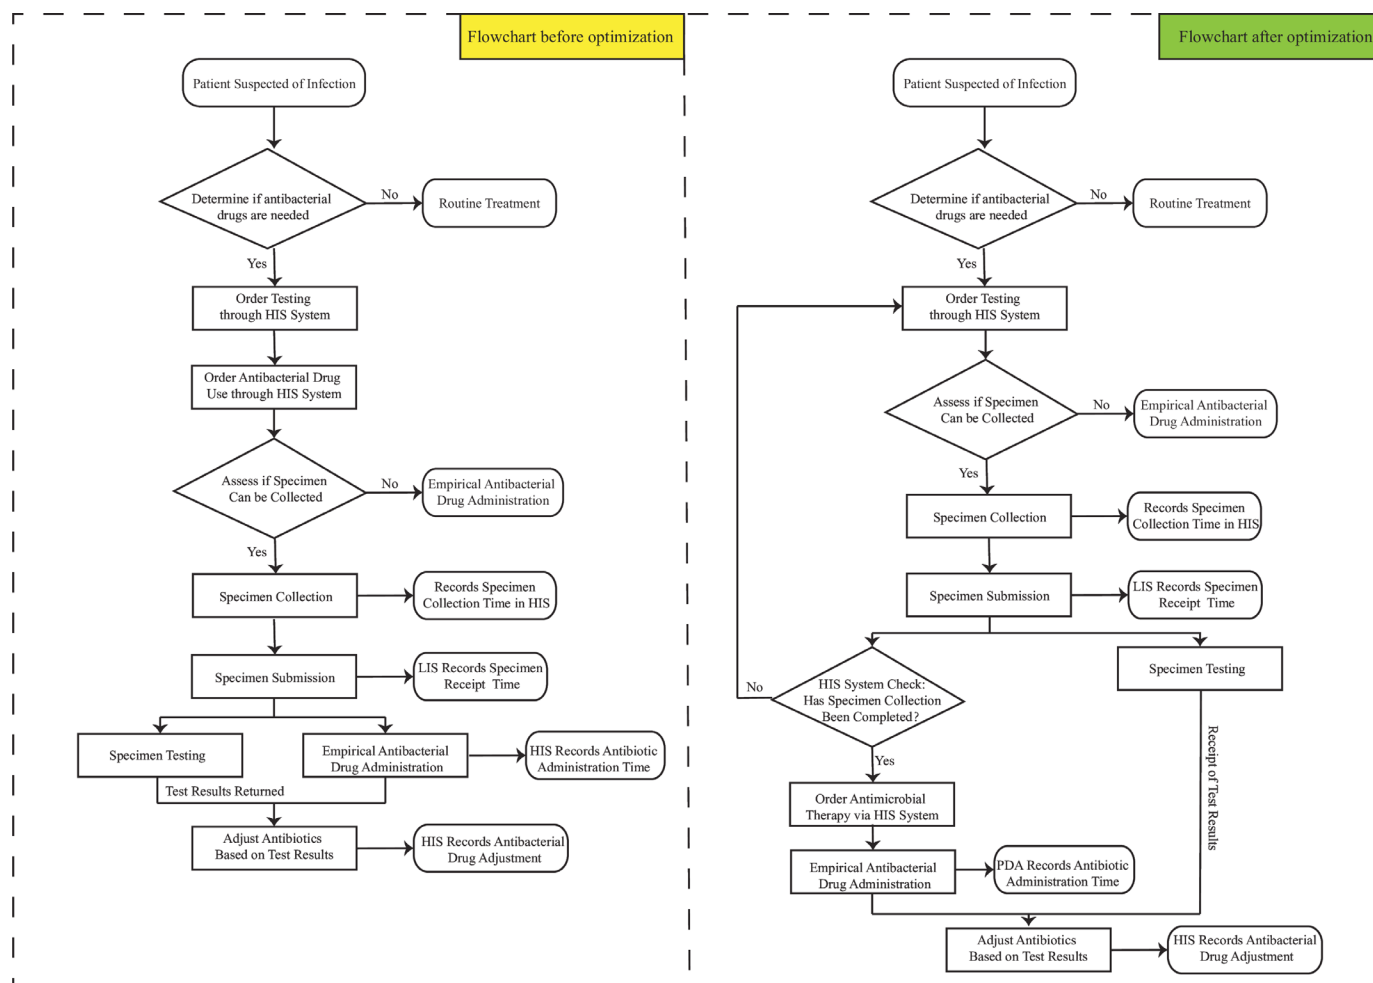 Flowchart before optimization
Patient Suspected of Infection
Determine if antibacterial
drugs are needed
No
Routine Treatment
Yes
Order Testing
through HIS System
Order Antibacterial Drug
Use through HIS System
Assess if Specimen
Can be Collected
No
Empirical Antibacterial
Drug Administration
Yes
Specimen Collection
Records Specimen
Collection Time in HIS
Specimen Submission
LIS Records Specimen
Receipt Time
Specimen Testing
Empirical Antibacterial
Drug Administration
HIS Records Antibiotic
Administration Time
Test Results Returned
Adjust Antibiotics
Based on Test Results
HIS Records Antibacterial
Drug Adjustment
Flowchart after optimization
Patient Suspected of Infection
Determine if antibacterial
drugs are needed
No
Routine Treatment
Yes
Order Testing
through HIS System
Assess if Specimen
Can be Collected
No
Empirical Antibacterial
Drug Administration
Yes
Specimen Collection
Records Specimen
Collection Time in HIS
Specimen Submission
LIS Records Specimen
Receipt Time
No
HIS System Check:
Has Specimen Collection
Been Completed?
Specimen Testing
Yes
Receipt of Test Results
Order Antimicrobial
Therapy via HIS System
Empirical Antibacterial
Drug Administration
PDA Records Antibiotic
Administration Time
Adjust Antibiotics
Based on Test Results
HIS Records Antibacterial
Drug Adjustment